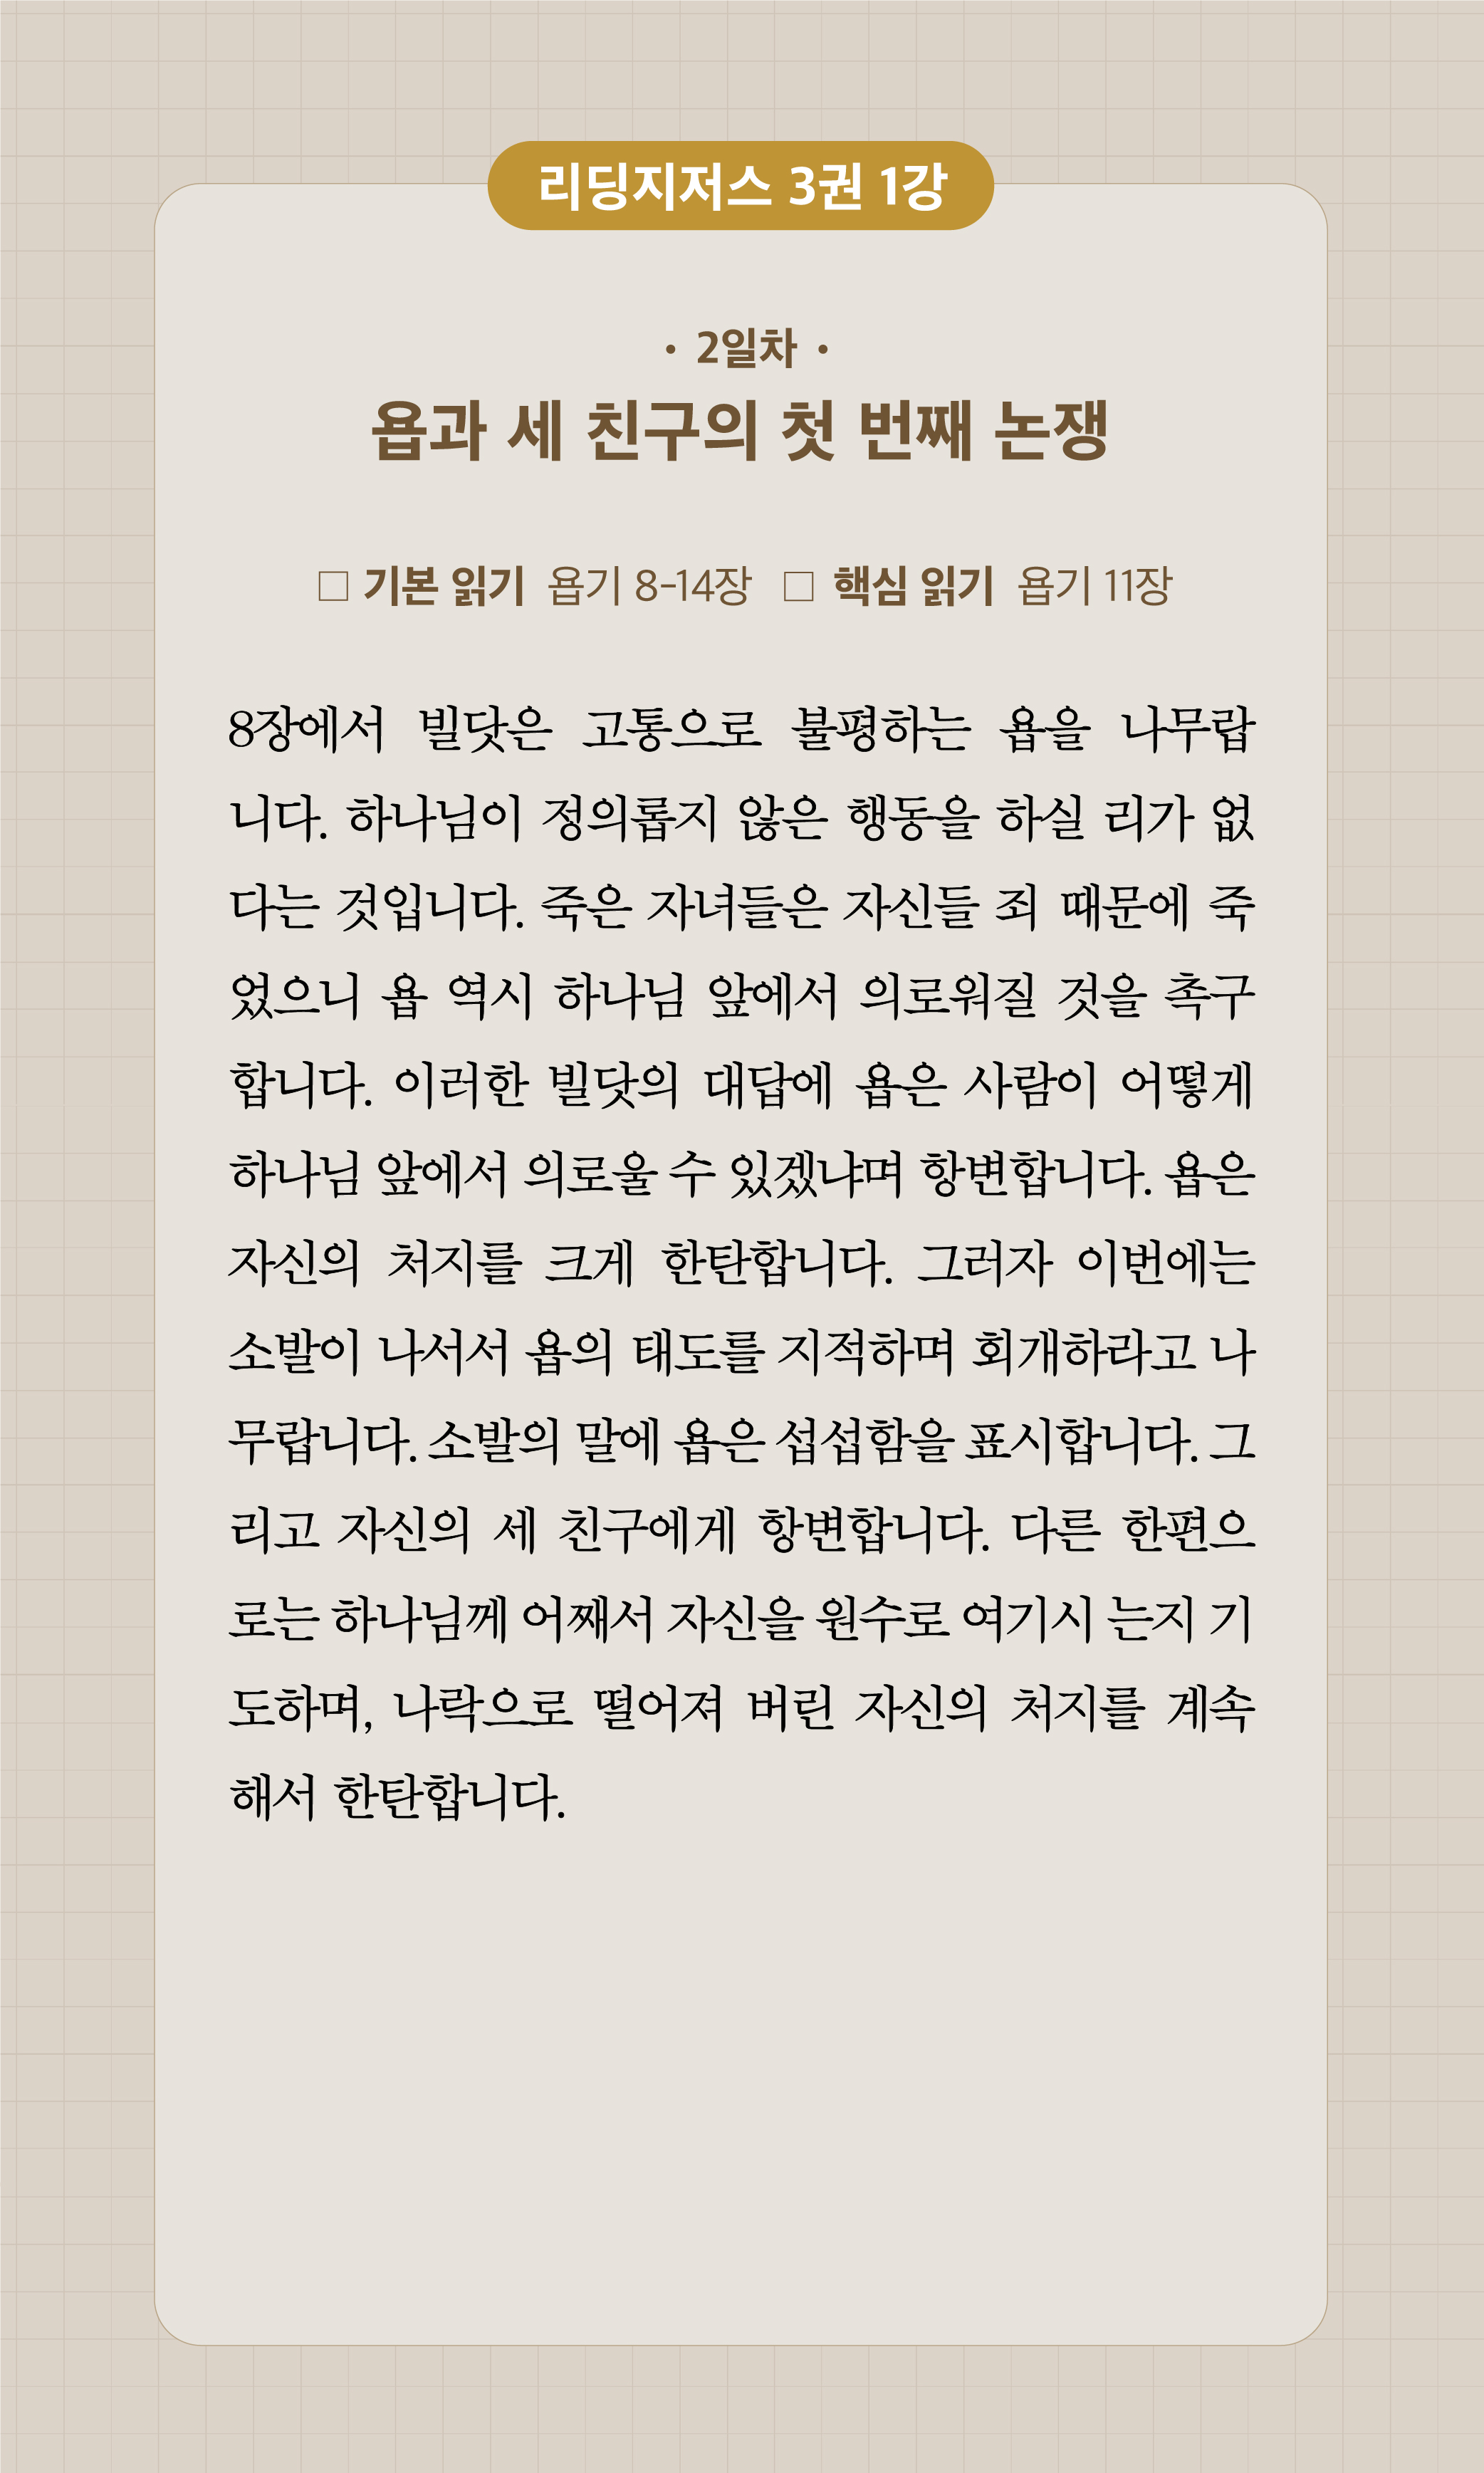 리딩지저스 3권 1강
· 2일차 ·
욥과 세 친구의 첫 번째 논쟁
□ 기본 읽기 욥기 8-14장 □ 핵심 읽기 욥기 11장
8장에서 빌닷은 고통으로 불평하는 욥을 나무랍
니다. 하나님이 정의롭지 않은 행동을 하실 리가 없
다는 것입니다. 죽은 자녀들은 자신들 죄 때문에 죽
었으니 욥 역시 하나님 앞에서 의로워질 것을 촉구
합니다. 이러한 빌닷의 대답에 욥은 사람이 어떻게
하나님 앞에서 의로울 수 있겠냐며 항변합니다. 욥은
자신의 처지를 크게 한탄합니다. 그러자 이번에는
소발이 나서서 욥의 태도를 지적하며 회개하라고 나
무랍니다. 소발의 말에 욥은 섭섭함을 표시합니다. 그
리고 자신의 세 친구에게 항변합니다. 다른 한편으
로는 하나님께 어째서 자신을 원수로 여기시 는지 기
도하며, 나락으로 떨어져 버린 자신의 처지를 계속
해서 한탄합니다.